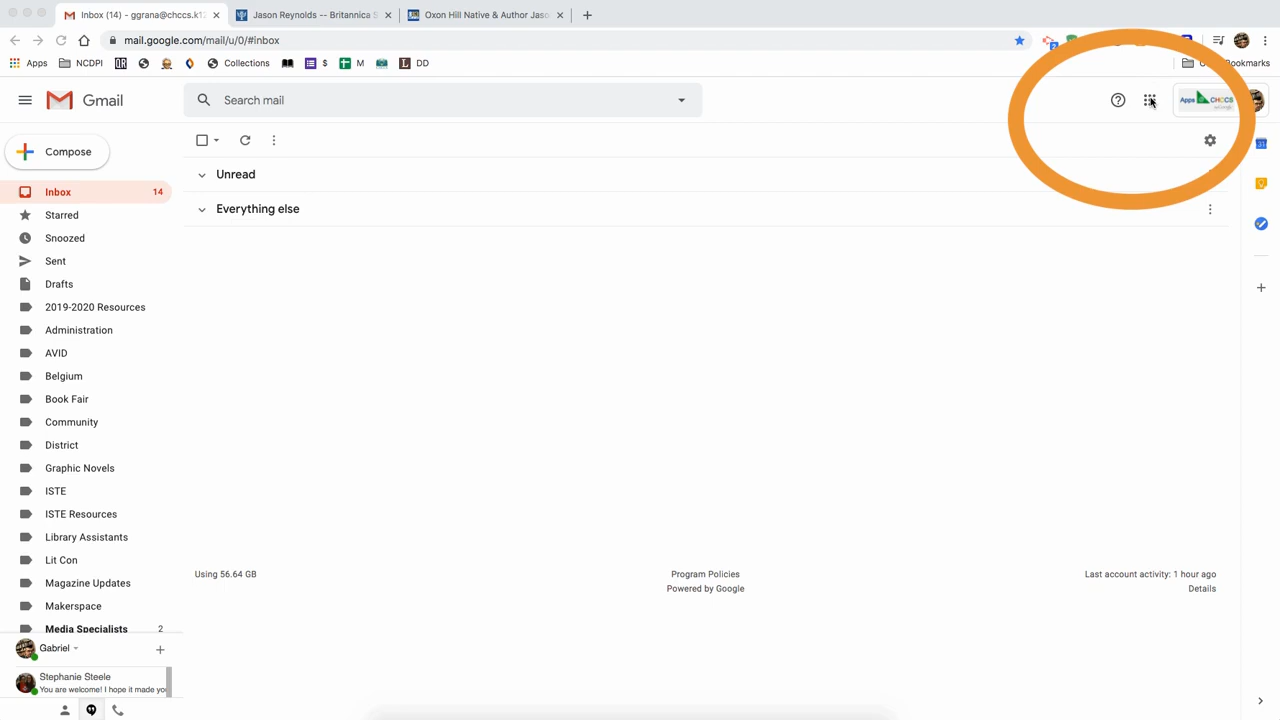 Inbox (14) - ggrana@chccs.k12
Jason Reynolds -- Britannica S
Oxon Hill Native & Author Jaso
mail.google.com/mail/u/0/#inbox
Apps
NCDPI
Collections
$
M
DD
Bookmarks
Gmail
Search mail
Apps CHCCS
Compose
Inbox 14
Unread
Starred
Everything else
Snoozed
Sent
Drafts
2019-2020 Resources
Administration
AVID
Belgium
Book Fair
Community
District
Graphic Novels
ISTE
ISTE Resources
Library Assistants
Lit Con
Magazine Updates
Makerspace
Media Specialists 2
Using 56.64 GB
Program Policies
Powered by Google
Last account activity: 1 hour ago
Details
Gabriel
Stephanie Steele
You are welcome! I hope it made you